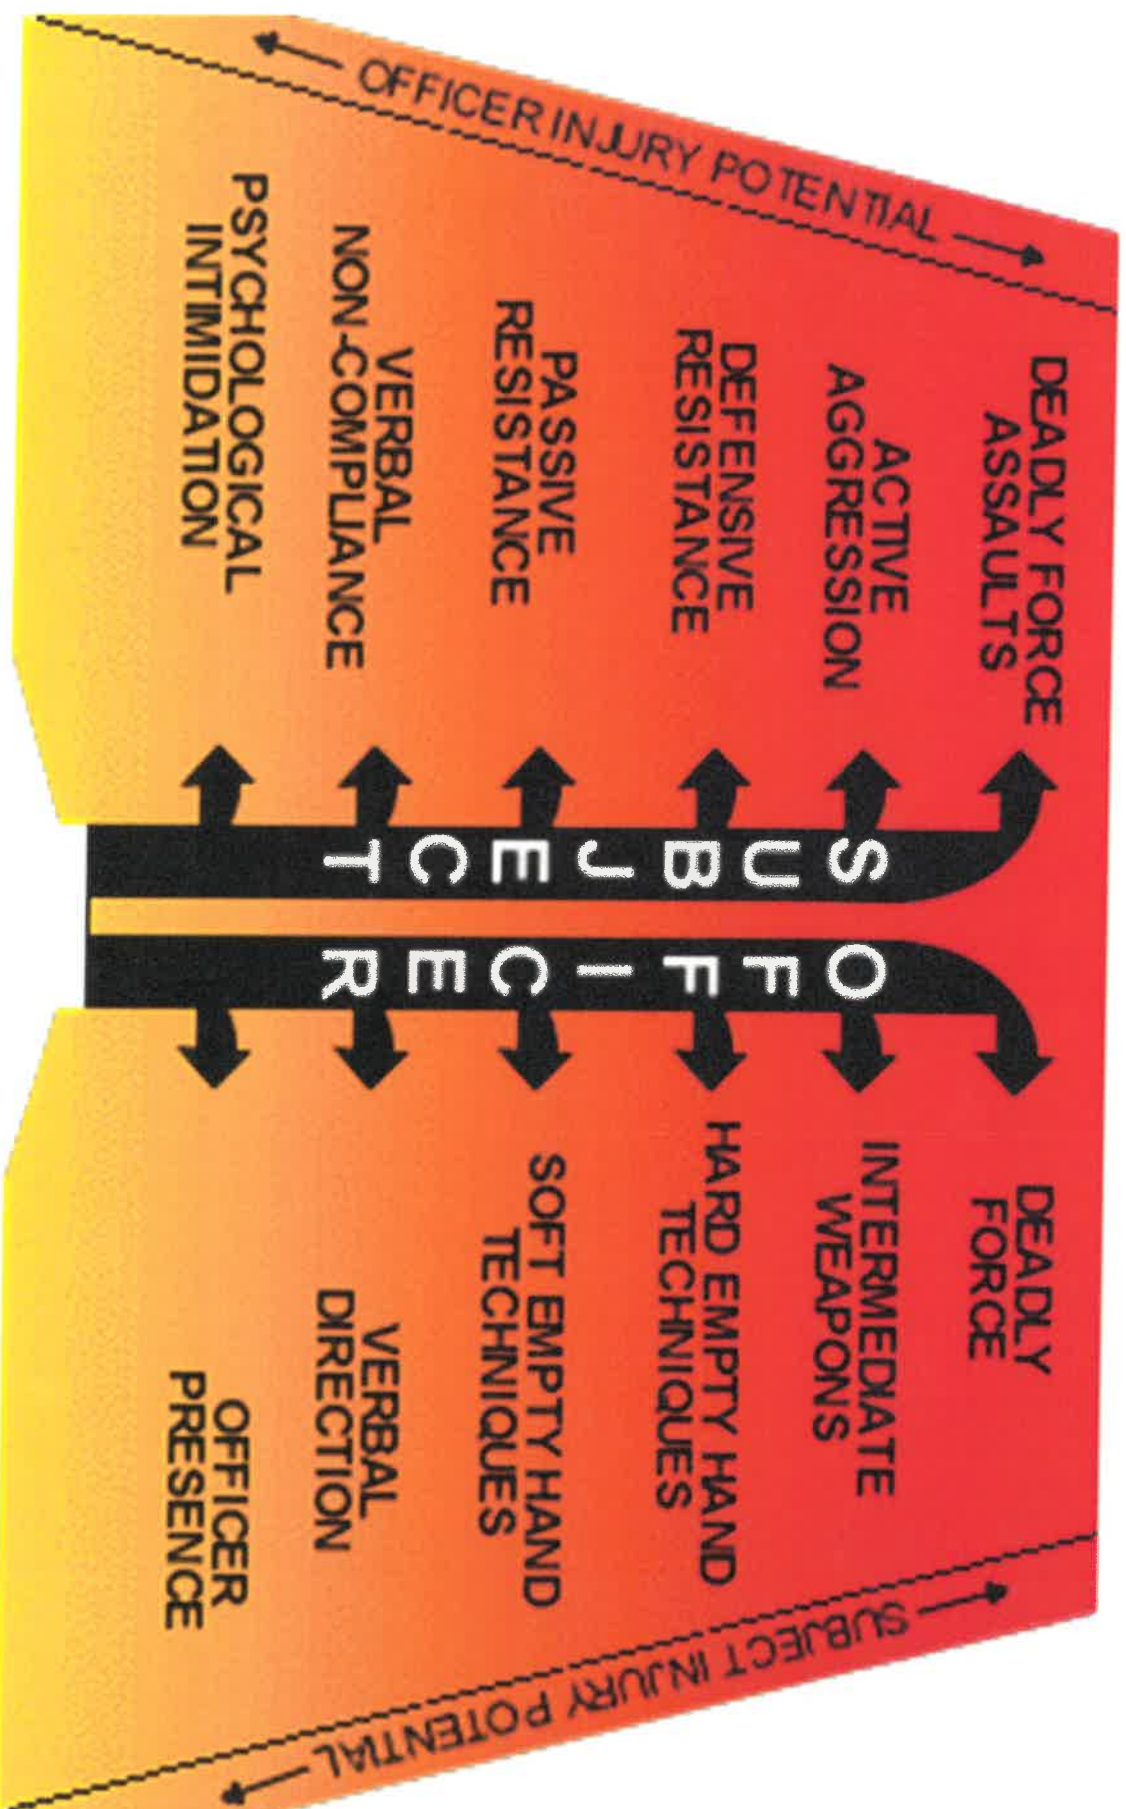 DEADLY FORCE
ASSAULTS
ACTIVE
AGGRESSION
DEFENSIVE
RESISTANCE
PASSIVE
RESISTANCE
VERBAL
NON-COMPLIANCE
PSYCHOLOGICAL
INTIMIDATION
OFFICER INJURY POTENTIAL
SUBJECT
OFFICER
DEADLY
FORCE
INTERMEDIATE
WEAPONS
HARD EMPTY HAND
TECHNIQUES
SOFT EMPTY HAND
TECHNIQUES
VERBAL
DIRECTION
OFFICER
PRESENCE
SUBJECT INJURY POTENTIAL